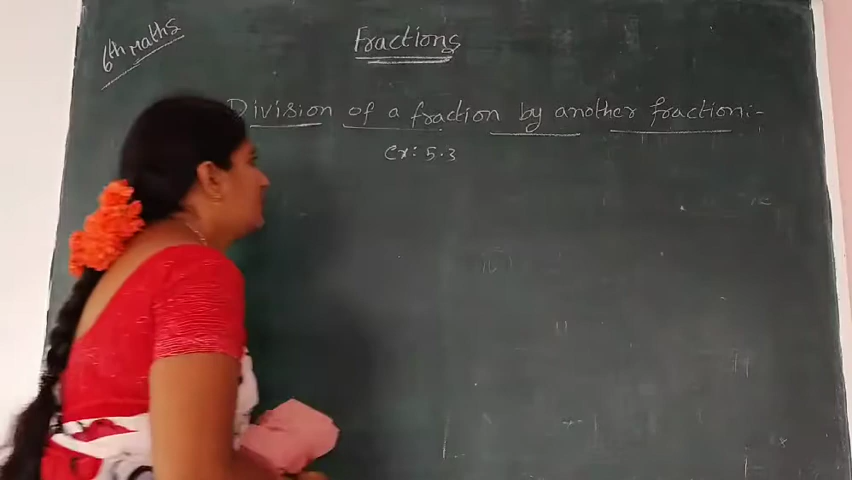 6th maths
Fractions
Division of a fraction by another fraction:-
Ex: 5.3